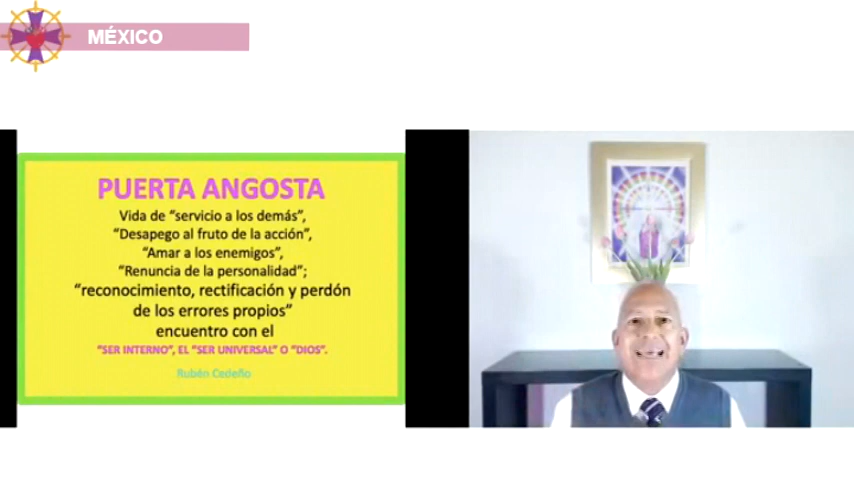 MÉXICO
PUERTA ANGOSTA
Vida de “servicio a los demás”,
“Desapego al fruto de la acción”,
“Amar a los enemigos”,
“Renuncia de la personalidad”;
“reconocimiento, rectificación y perdón
de los errores propios”
encuentro con el
“SER INTERNO”, EL “SER UNIVERSAL” O “DIOS”.
Rubén Cedeño